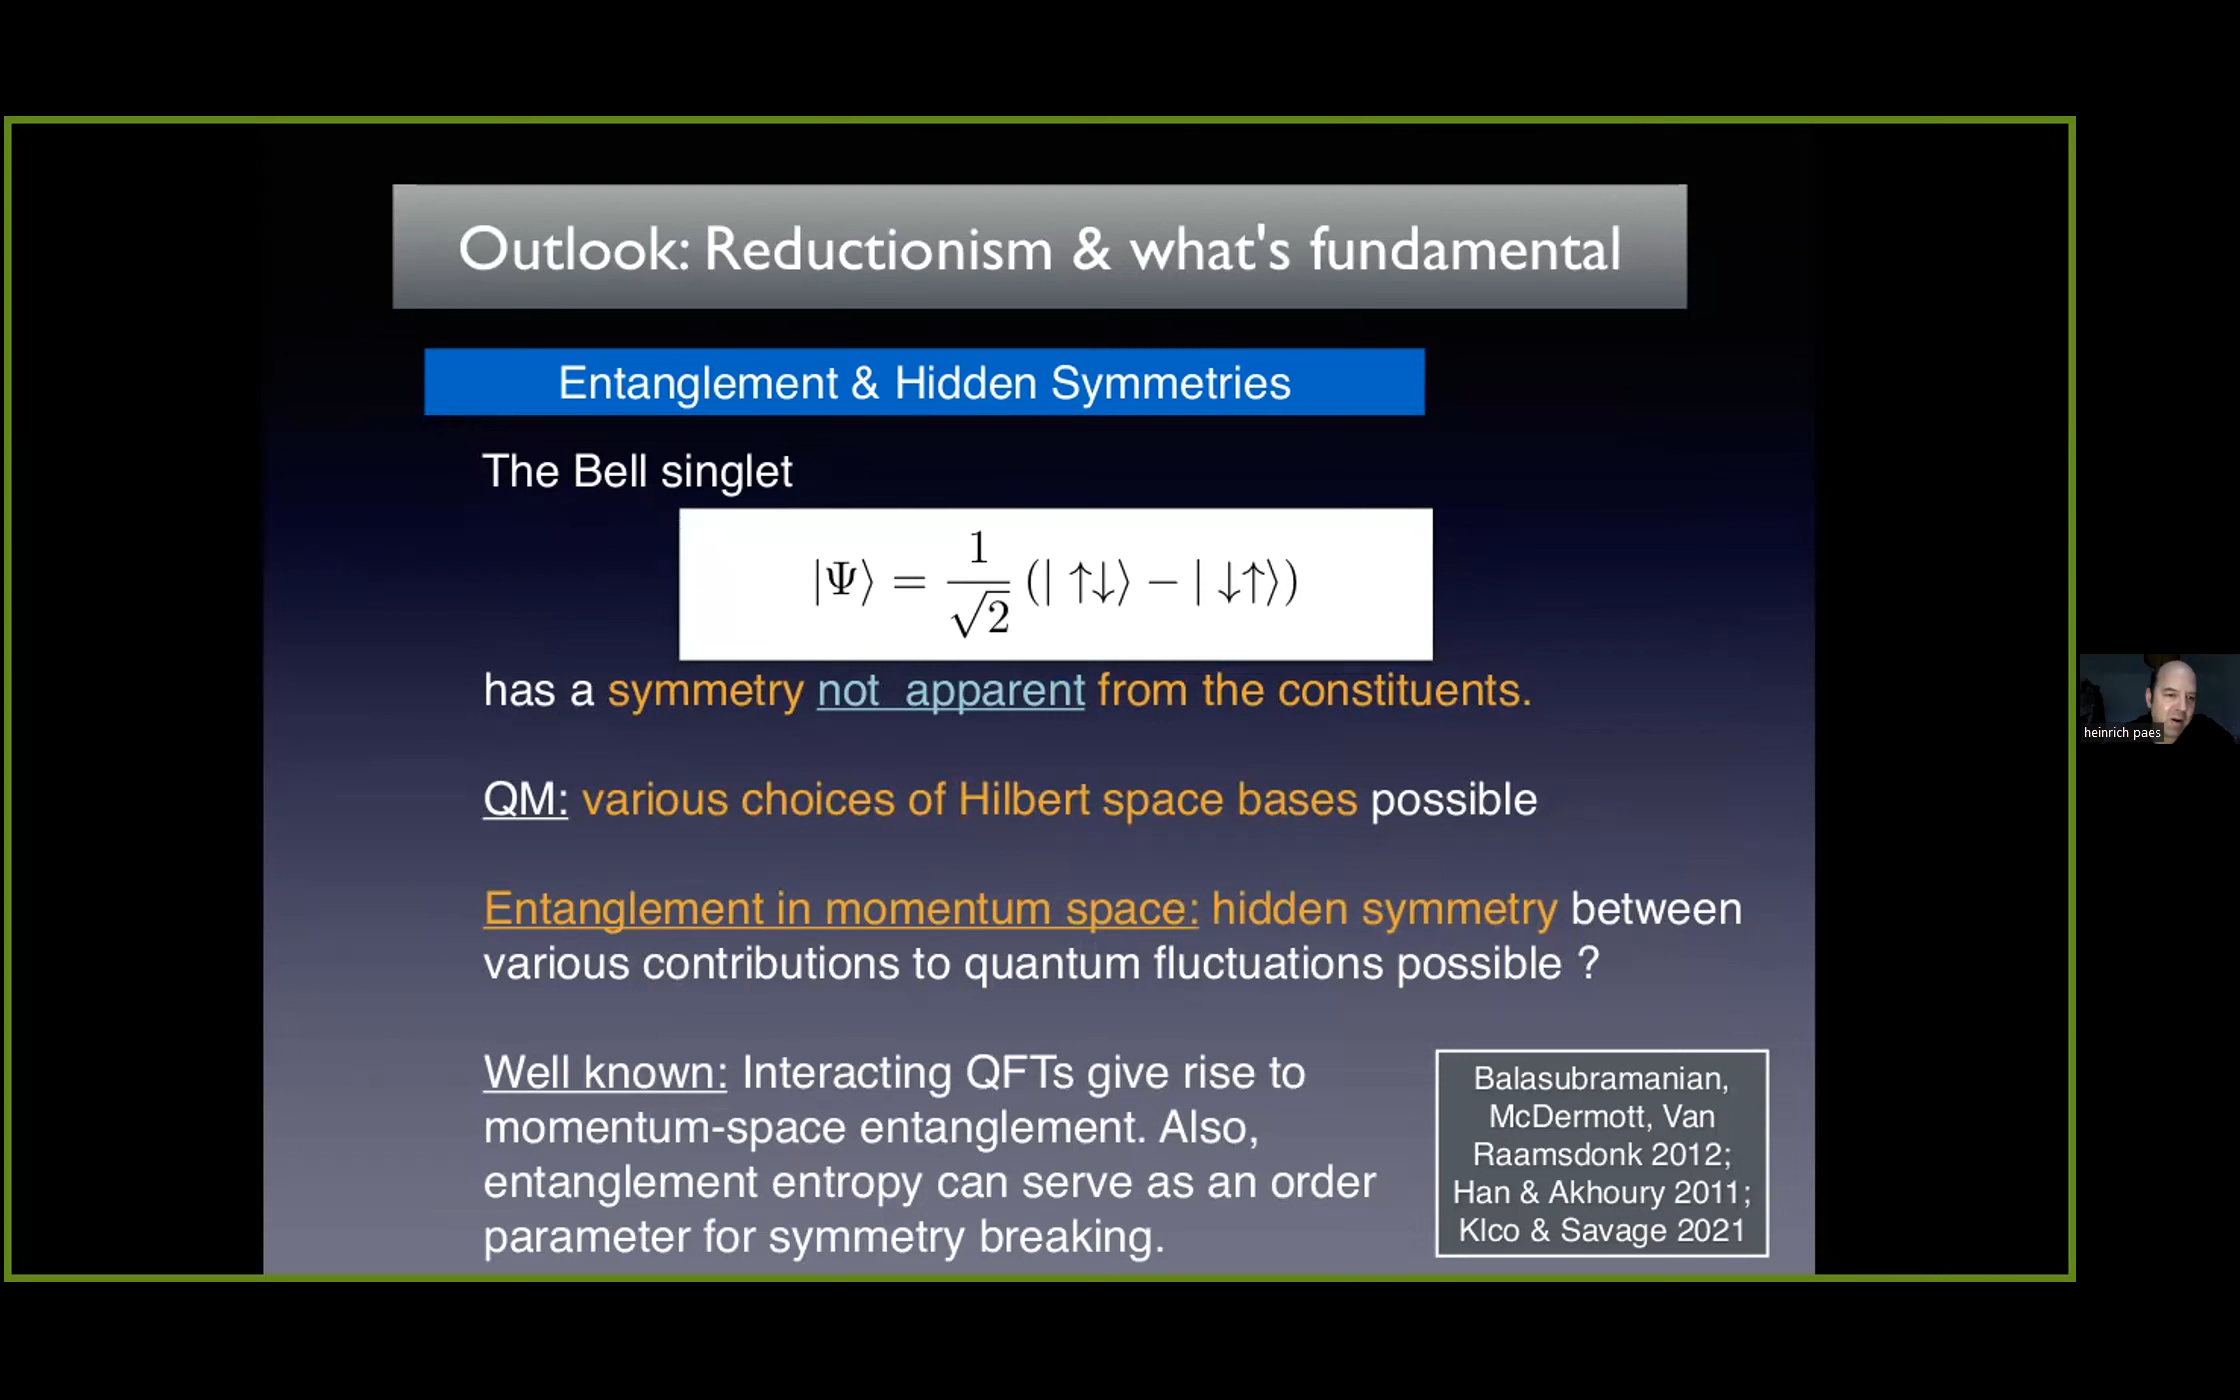 Outlook: Reductionism & what's fundamental
Entanglement & Hidden Symmetries
The Bell singlet
|Ψ⟩ = 1/√2 (| ↑↓⟩ − | ↓↑⟩)
has a symmetry not apparent from the constituents.
QM: various choices of Hilbert space bases possible
Entanglement in momentum space: hidden symmetry between
various contributions to quantum fluctuations possible ?
Well known: Interacting QFTs give rise to
momentum-space entanglement. Also,
entanglement entropy can serve as an order
parameter for symmetry breaking.
Balasubramanian,
McDermott, Van
Raamsdonk 2012;
Han & Akhoury 2011;
Klco & Savage 2021
heinrich paes